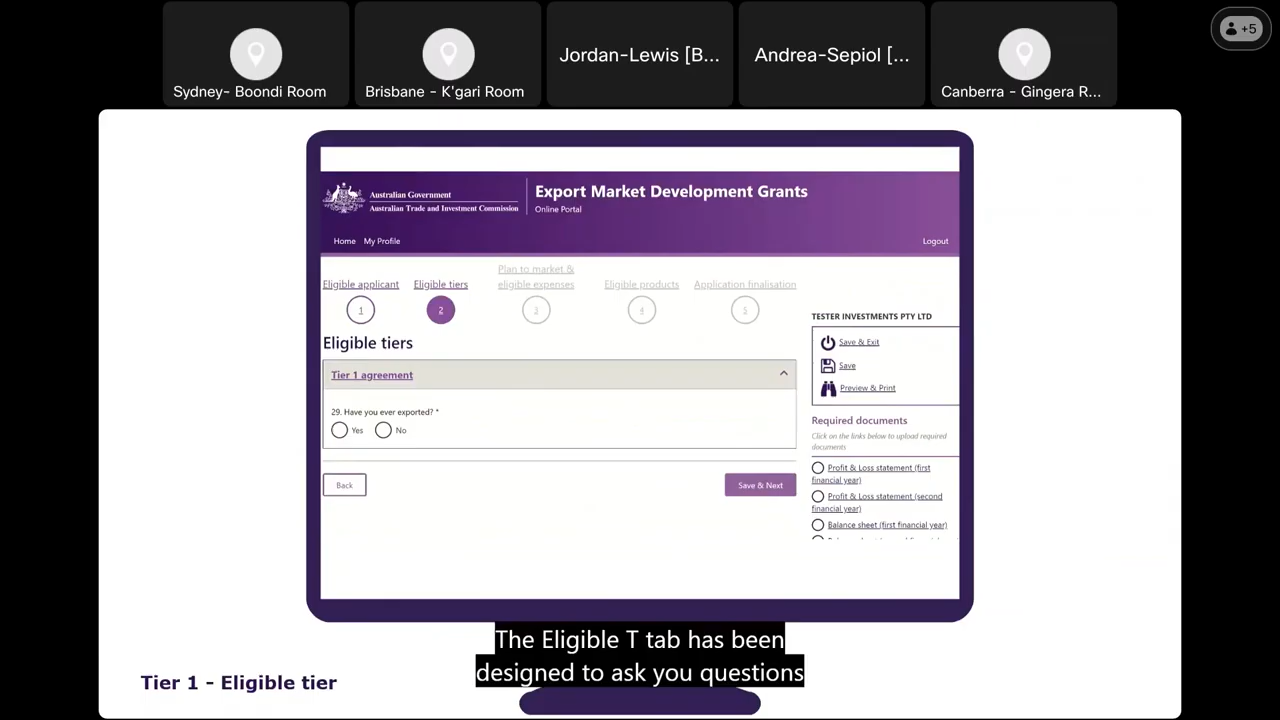 Sydney- Boondi Room
Brisbane - K'gari Room
Jordan-Lewis [B...
Andrea-Sepiol [...
Canberra - Gingera R...
+5
Australian Government
Australian Trade and Investment Commission
Export Market Development Grants
Online Portal
Home My Profile
Logout
Eligible applicant
Eligible tiers
Plan to market &
eligible expenses
Eligible products
Application finalisation
1
2
3
4
5
Eligible tiers
Tier 1 agreement
29. Have you ever exported? *
Yes No
Back
Save & Next
TESTER INVESTMENTS PTY LTD
Save & Exit
Save
Preview & Print
Required documents
Click on the links below to upload required
documents
Profit & Loss statement (first
financial year)
Profit & Loss statement (second
financial year)
Balance sheet (first financial year)
The Eligible T tab has been
designed to ask you questions
Tier 1 - Eligible tier